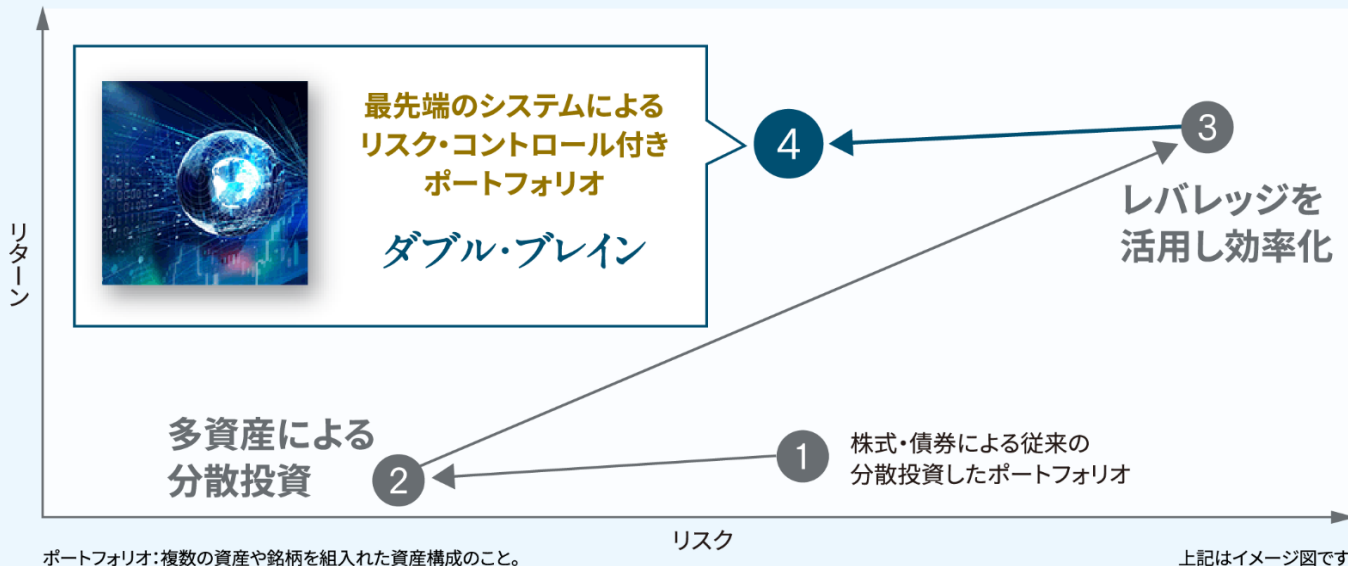 最先端のシステムによる
リスク・コントロール付き
ポートフォリオ
ダブル・ブレイン
4
3
レバレッジを
活用し効率化
リターン
多資産による
分散投資
2
1
株式・債券による従来の
分散投資したポートフォリオ
リスク
ポートフォリオ:複数の資産や銘柄を組入れた資産構成のこと。
上記はイメージ図です